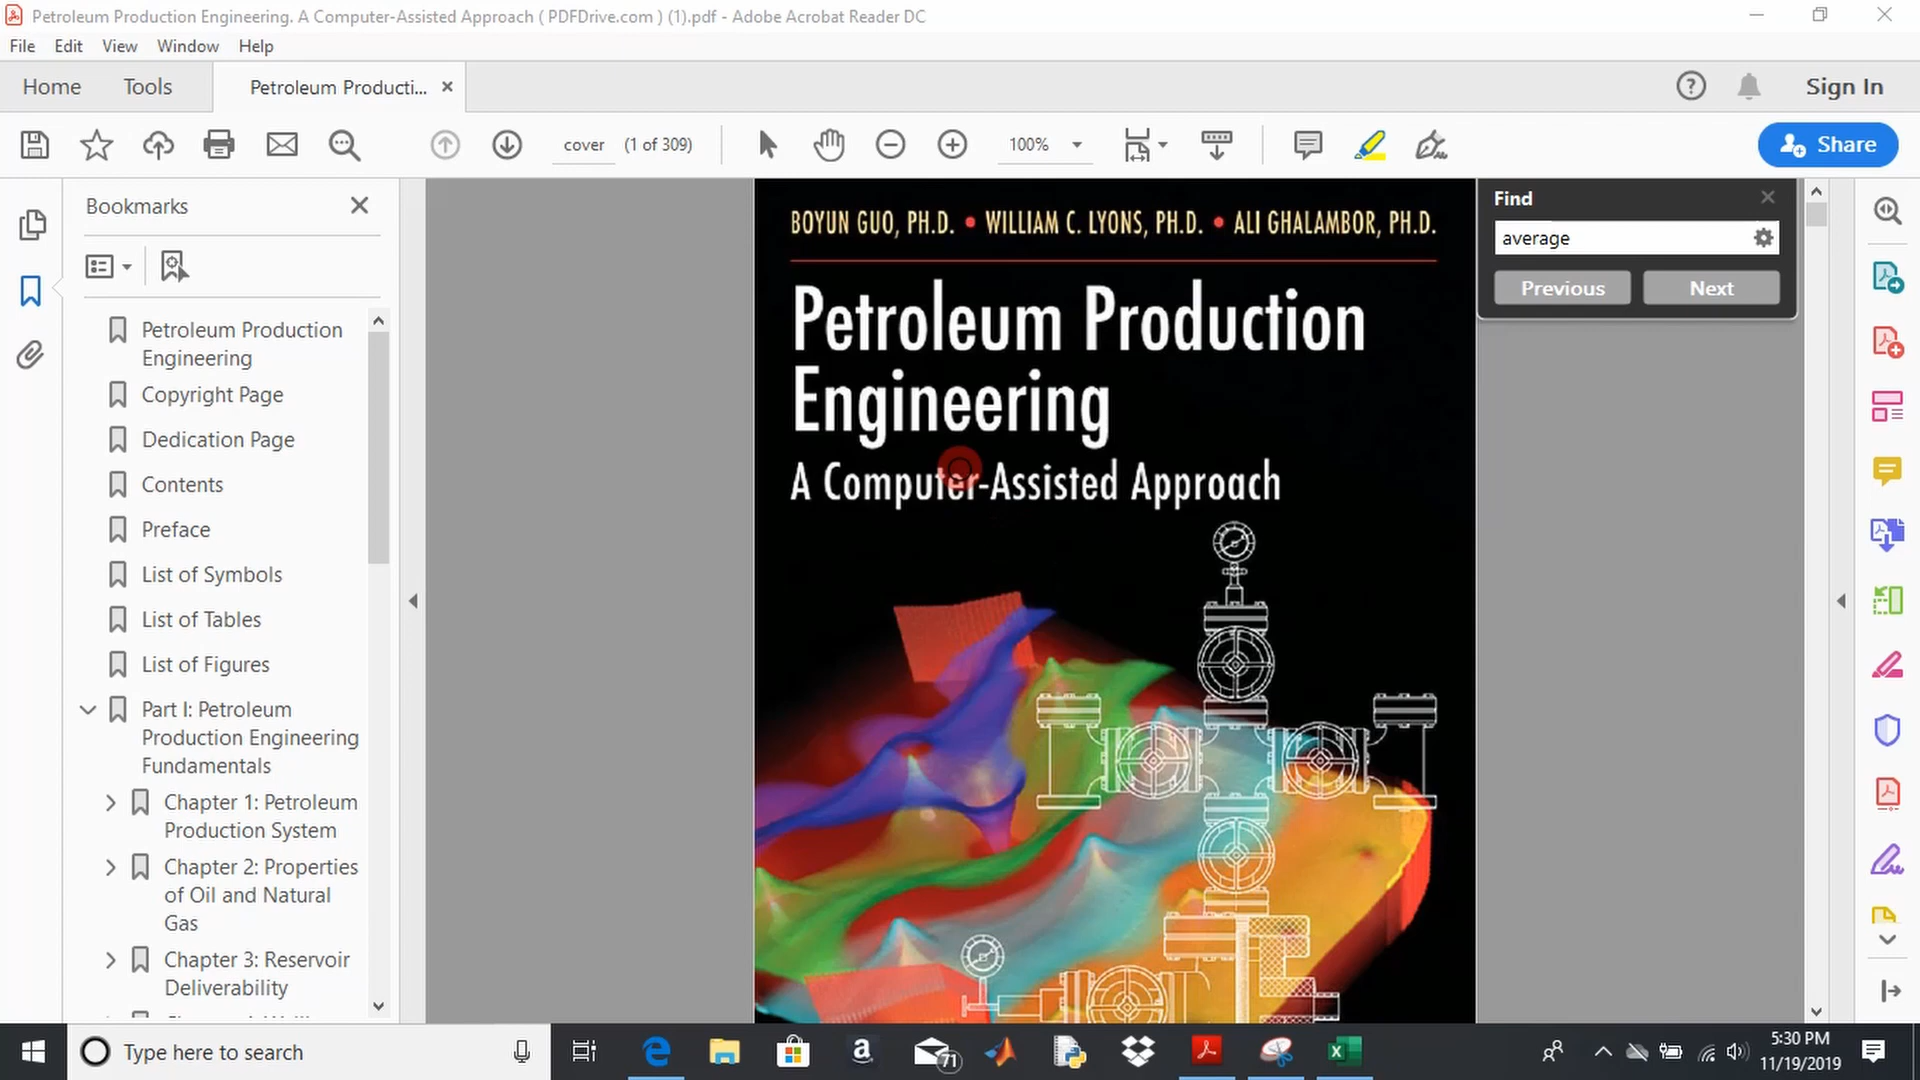 Petroleum Production Engineering. A Computer-Assisted Approach ( PDFDrive.com ) (1).pdf - Adobe Acrobat Reader DC
File Edit View Window Help
Home Tools Petroleum Producti... Sign In
cover (1 of 309) 100% Share
Bookmarks
Petroleum Production
Engineering
Copyright Page
Dedication Page
Contents
Preface
List of Symbols
List of Tables
List of Figures
Part I: Petroleum
Production Engineering
Fundamentals
Chapter 1: Petroleum
Production System
Chapter 2: Properties
of Oil and Natural
Gas
Chapter 3: Reservoir
Deliverability
BOYUN GUO, PH.D. • WILLIAM C. LYONS, PH.D. • ALI GHALAMBOR, PH.D.
Petroleum Production
Engineering
A Computer-Assisted Approach
Find
average
Previous Next
Type here to search
71
5:30 PM
11/19/2019